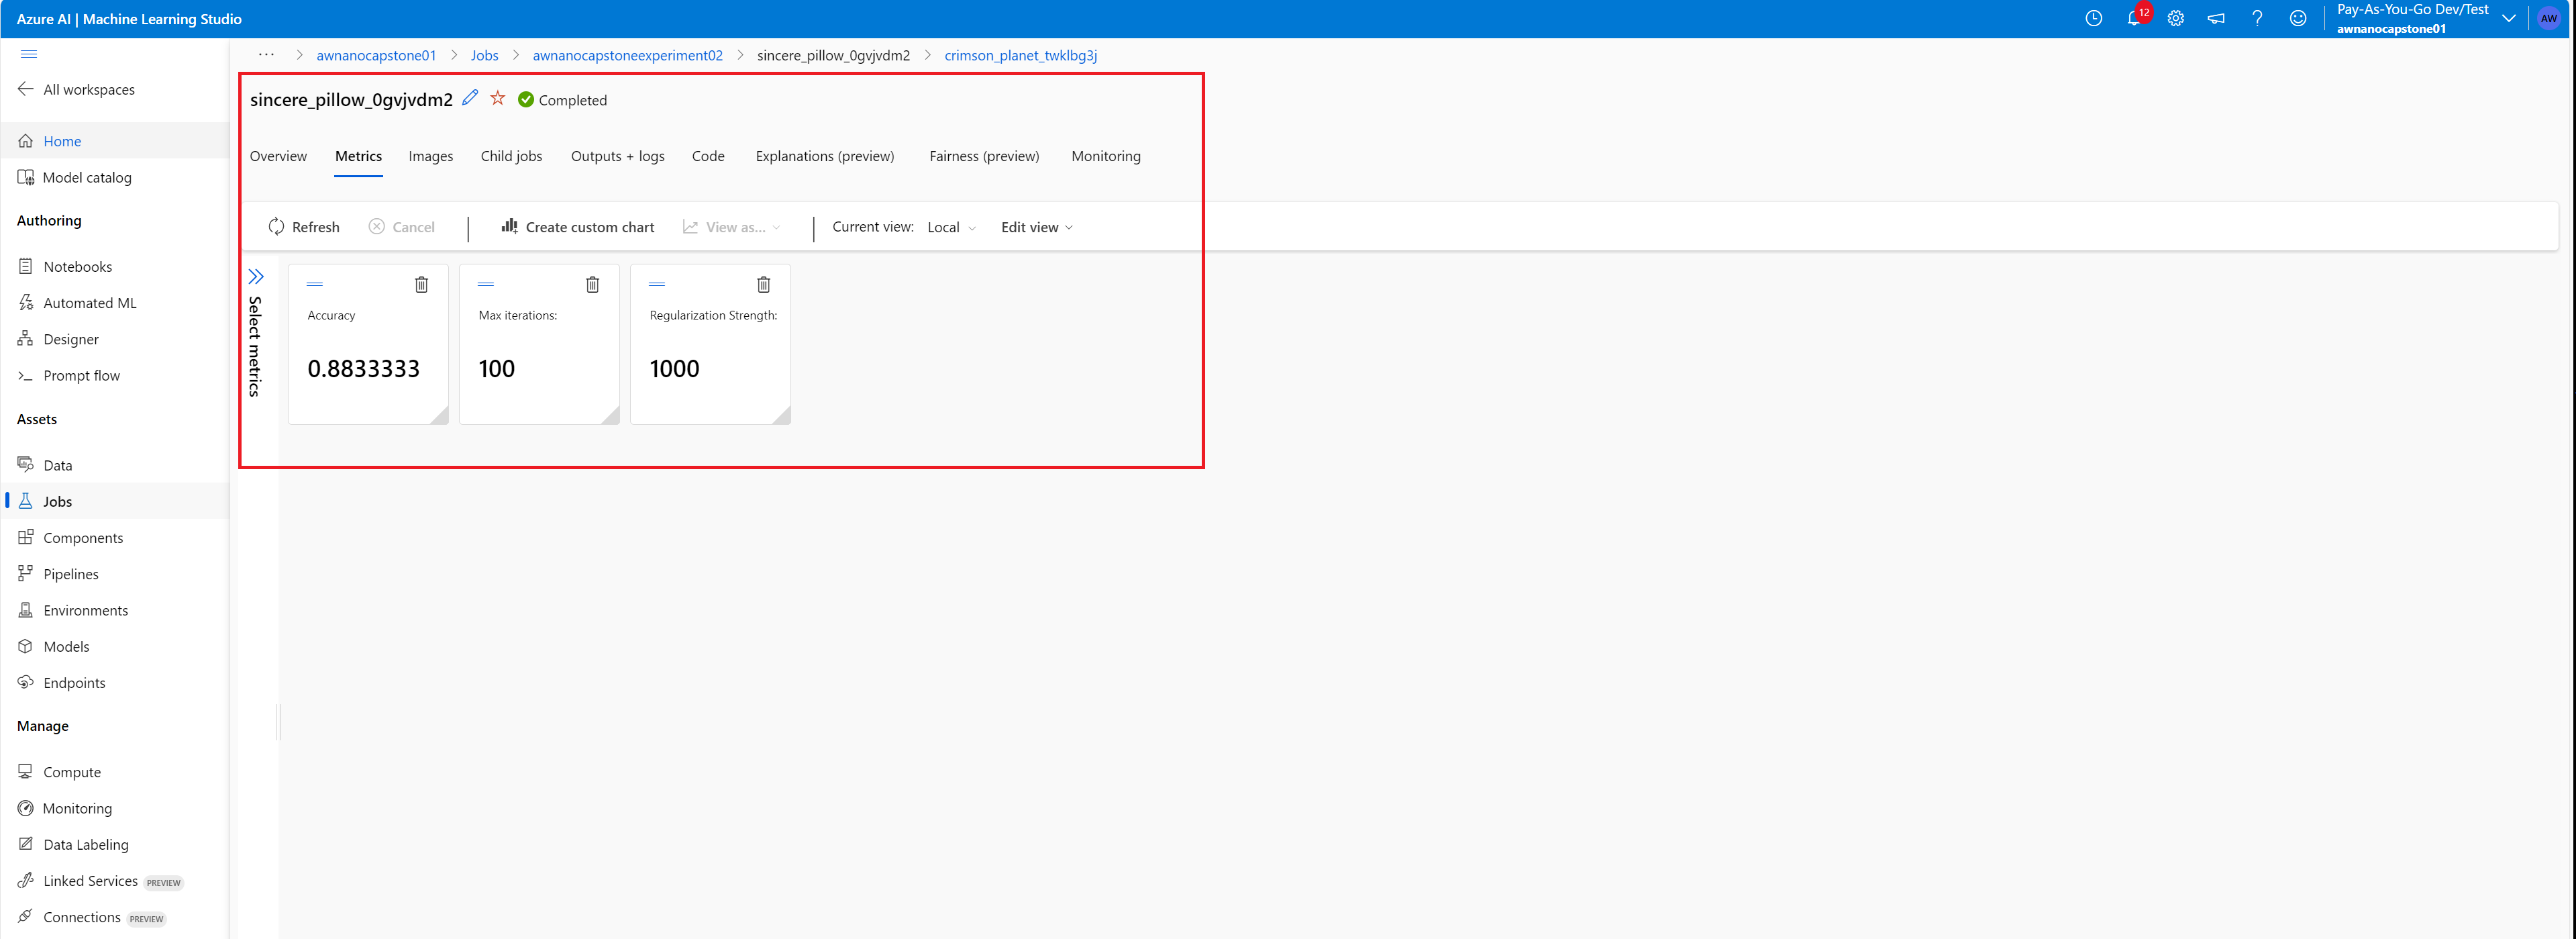 Azure AI | Machine Learning Studio
12
Pay-As-You-Go Dev/Test
awnanocapstone01
AW
All workspaces
Home
Model catalog
Authoring
Notebooks
Automated ML
Designer
Prompt flow
Assets
Data
Jobs
Components
Pipelines
Environments
Models
Endpoints
Manage
Compute
Monitoring
Data Labeling
Linked Services PREVIEW
Connections PREVIEW
... > awnanocapstone01 > Jobs > awnanocapstoneexperiment02 > sincere_pillow_0gvjvdm2 > crimson_planet_twklbg3j
sincere_pillow_0gvjvdm2 Completed
Overview Metrics Images Child jobs Outputs + logs Code Explanations (preview) Fairness (preview) Monitoring
Refresh Cancel | Create custom chart View as... | Current view: Local Edit view
Select metrics
Accuracy
0.8833333
Max iterations:
100
Regularization Strength:
1000